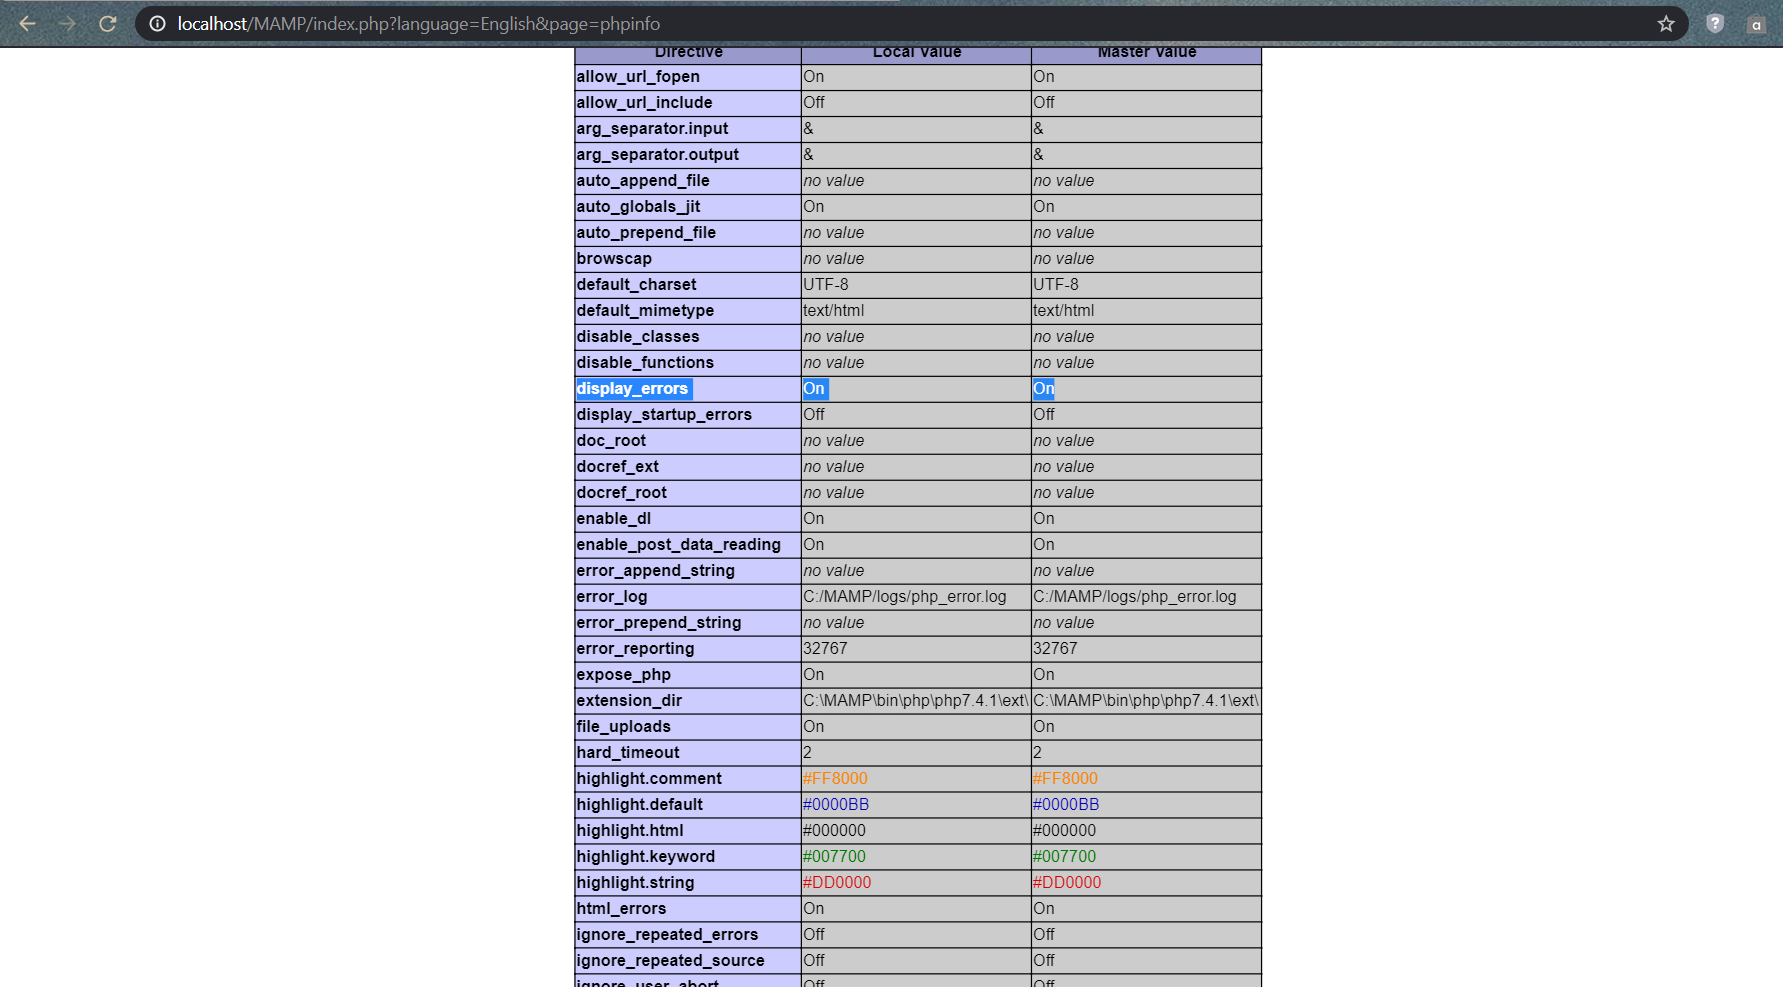 localhost/MAMP/index.php?language=English&page=phpinfo
a
Directive Local Value Master Value
allow_url_fopen On On
allow_url_include Off Off
arg_separator.input & &
arg_separator.output & &
auto_append_file no value no value
auto_globals_jit On On
auto_prepend_file no value no value
browscap no value no value
default_charset UTF-8 UTF-8
default_mimetype text/html text/html
disable_classes no value no value
disable_functions no value no value
display_errors On On
display_startup_errors Off Off
doc_root no value no value
docref_ext no value no value
docref_root no value no value
enable_dl On On
enable_post_data_reading On On
error_append_string no value no value
error_log C:/MAMP/logs/php_error.log C:/MAMP/logs/php_error.log
error_prepend_string no value no value
error_reporting 32767 32767
expose_php On On
extension_dir C:\MAMP\bin\php\php7.4.1\ext\ C:\MAMP\bin\php\php7.4.1\ext\
file_uploads On On
hard_timeout 2 2
highlight.comment #FF8000 #FF8000
highlight.default #0000BB #0000BB
highlight.html #000000 #000000
highlight.keyword #007700 #007700
highlight.string #DD0000 #DD0000
html_errors On On
ignore_repeated_errors Off Off
ignore_repeated_source Off Off
ignore_user_abort Off Off